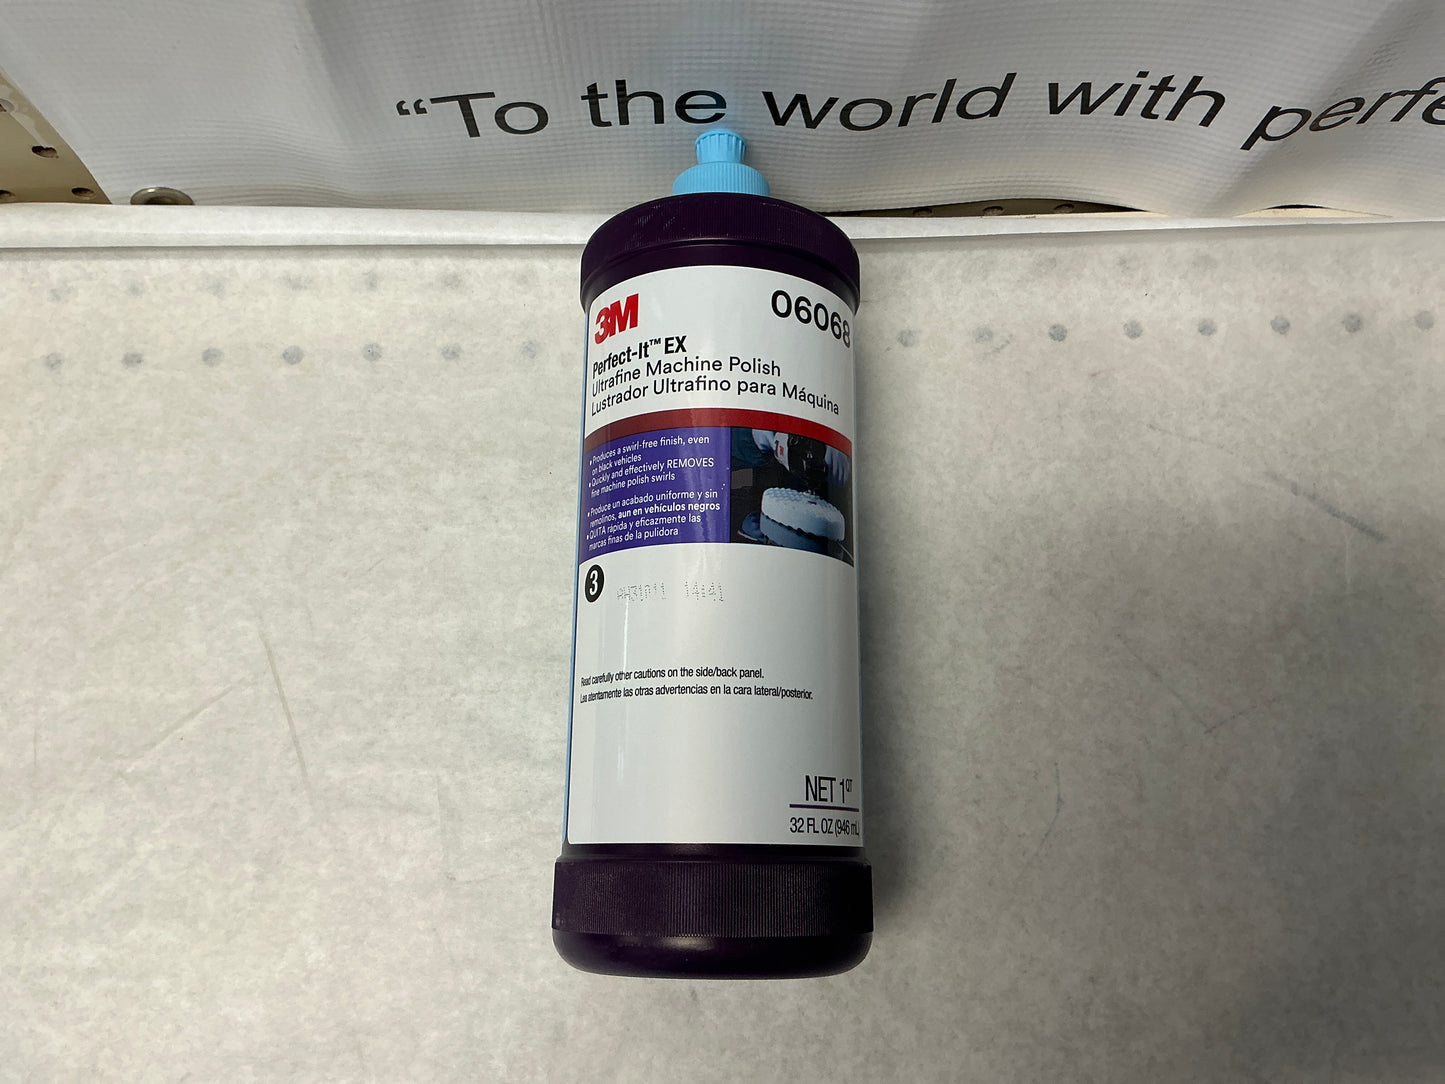 “To the world with perfe
3M
06068
Perfect-It™ EX
Ultrafine Machine Polish
Lustrador Ultrafino para Máquina
• Produces a swirl-free finish, even
on black vehicles
• Quickly and effectively REMOVES
fine machine polish swirls
• Produce un acabado uniforme y sin
remolinos, aun en vehículos negros
• QUITA rápida y eficazmente las
marcas finas de la pulidora
3
14:41
Read carefully other cautions on the side/back panel.
Lea atentamente las otras advertencias en la cara lateral/posterior.
NET 1 QT
32 FL OZ (946 mL)